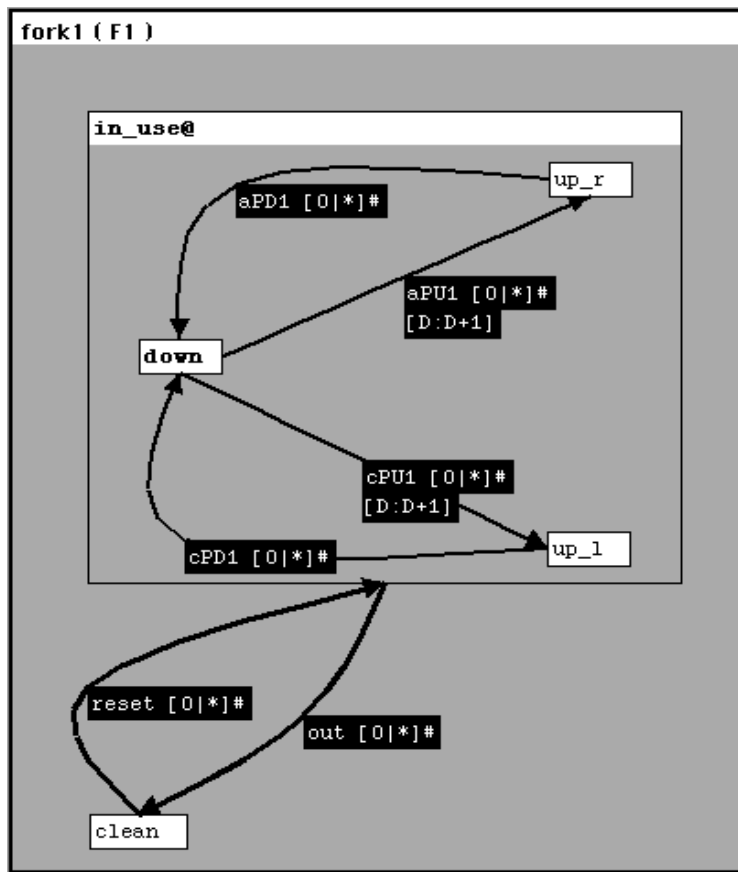 fork1 ( F1 )
in_use@
up_r
aPD1 [0|*]#
aPU1 [0|*]#
[D:D+1]
down
cPU1 [0|*]#
[D:D+1]
cPD1 [0|*]#
up_l
reset [0|*]#
out [0|*]#
clean